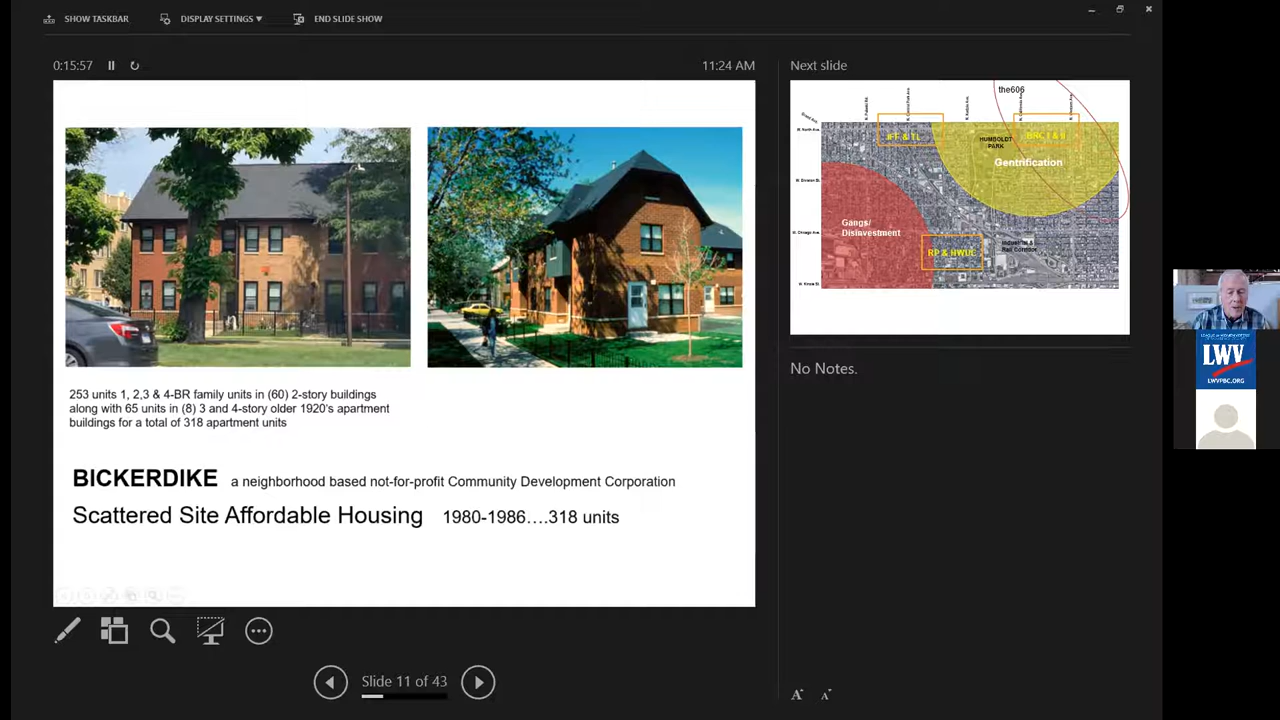 SHOW TASKBAR
DISPLAY SETTINGS ▾
END SLIDE SHOW
0:15:57
11:24 AM
253 units 1, 2,3 & 4-BR family units in (60) 2-story buildings
along with 65 units in (8) 3 and 4-story older 1920's apartment
buildings for a total of 318 apartment units
BICKERDIKE a neighborhood based not-for-profit Community Development Corporation
Scattered Site Affordable Housing 1980-1986....318 units
Slide 11 of 43
Next slide
the606
HUMBOLDT
PARK
Gentrification
Gangs/
Disinvestment
Industrial &
Rail Corridor
No Notes.
LWV
LWVPBC.ORG